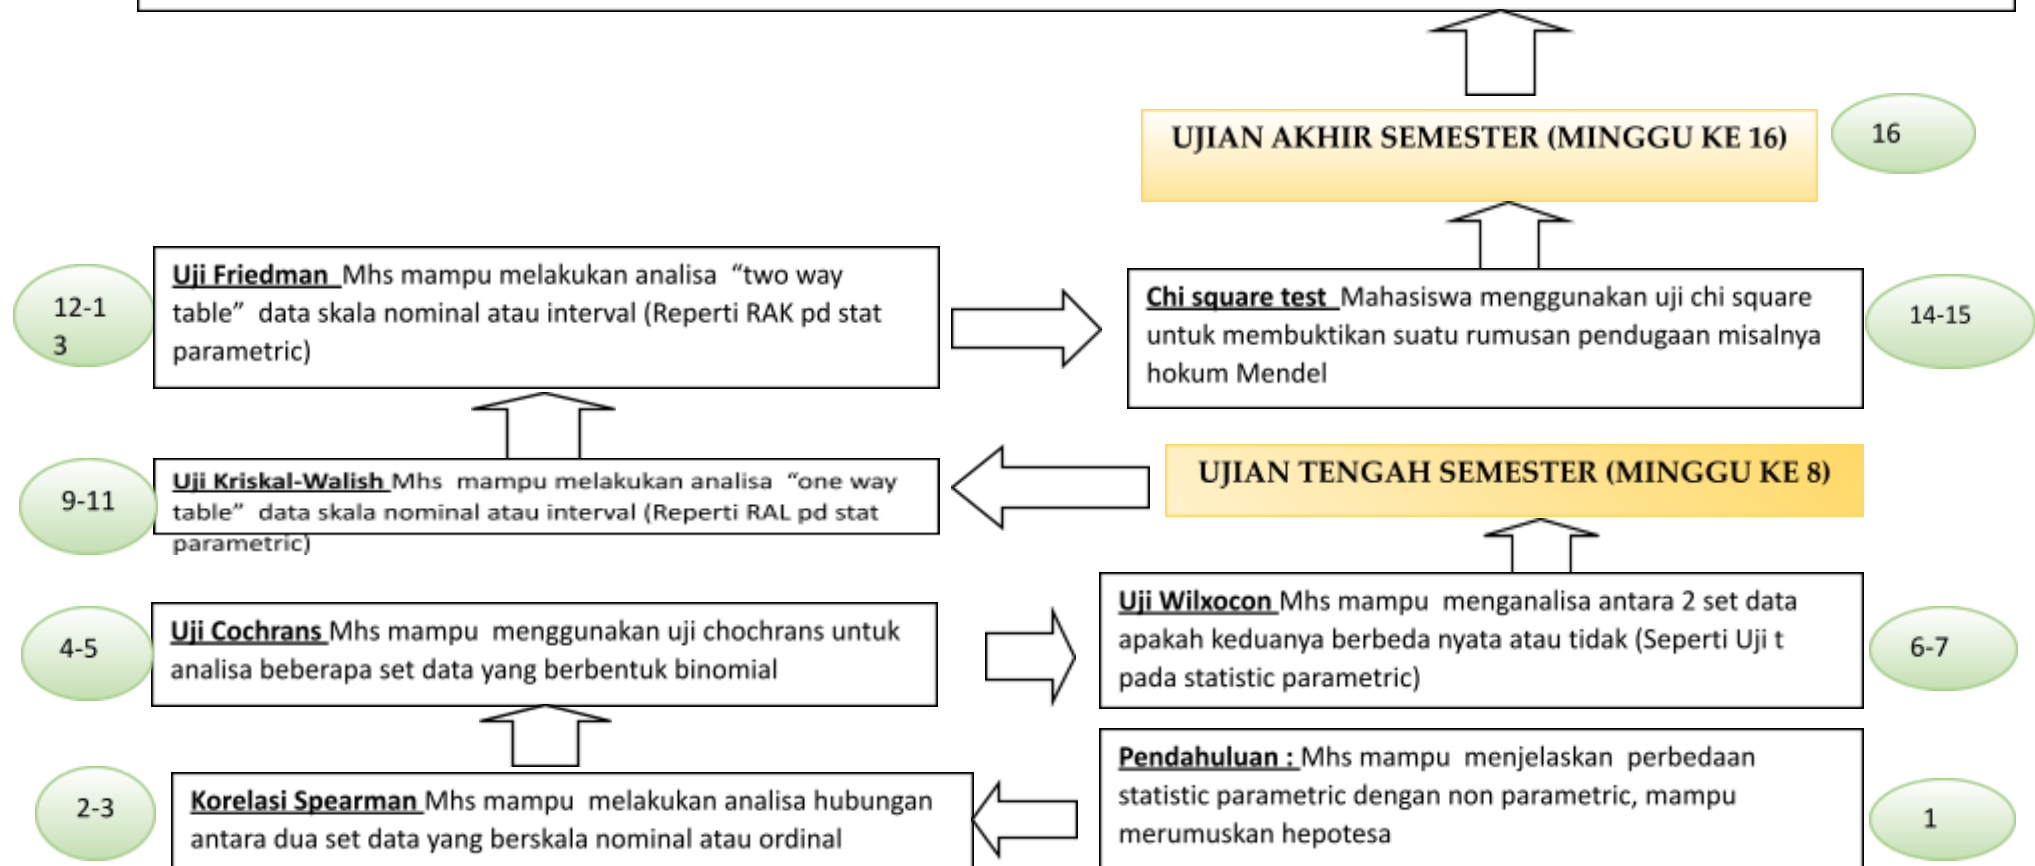 UJIAN AKHIR SEMESTER (MINGGU KE 16)
16
Uji Friedman Mhs mampu melakukan analisa “two way
table” data skala nominal atau interval (Reperti RAK pd stat
parametric)
12-1
3
Chi square test Mahasiswa menggunakan uji chi square
untuk membuktikan suatu rumusan pendugaan misalnya
hokum Mendel
14-15
Uji Kriskal-Walish Mhs mampu melakukan analisa “one way
table” data skala nominal atau interval (Reperti RAL pd stat
parametric)
9-11
UJIAN TENGAH SEMESTER (MINGGU KE 8)
Uji Cochrans Mhs mampu menggunakan uji chochrans untuk
analisa beberapa set data yang berbentuk binomial
4-5
Uji Wilxocon Mhs mampu menganalisa antara 2 set data
apakah keduanya berbeda nyata atau tidak (Seperti Uji t
pada statistic parametric)
6-7
Korelasi Spearman Mhs mampu melakukan analisa hubungan
antara dua set data yang berskala nominal atau ordinal
2-3
Pendahuluan : Mhs mampu menjelaskan perbedaan
statistic parametric dengan non parametric, mampu
merumuskan hepotesa
1